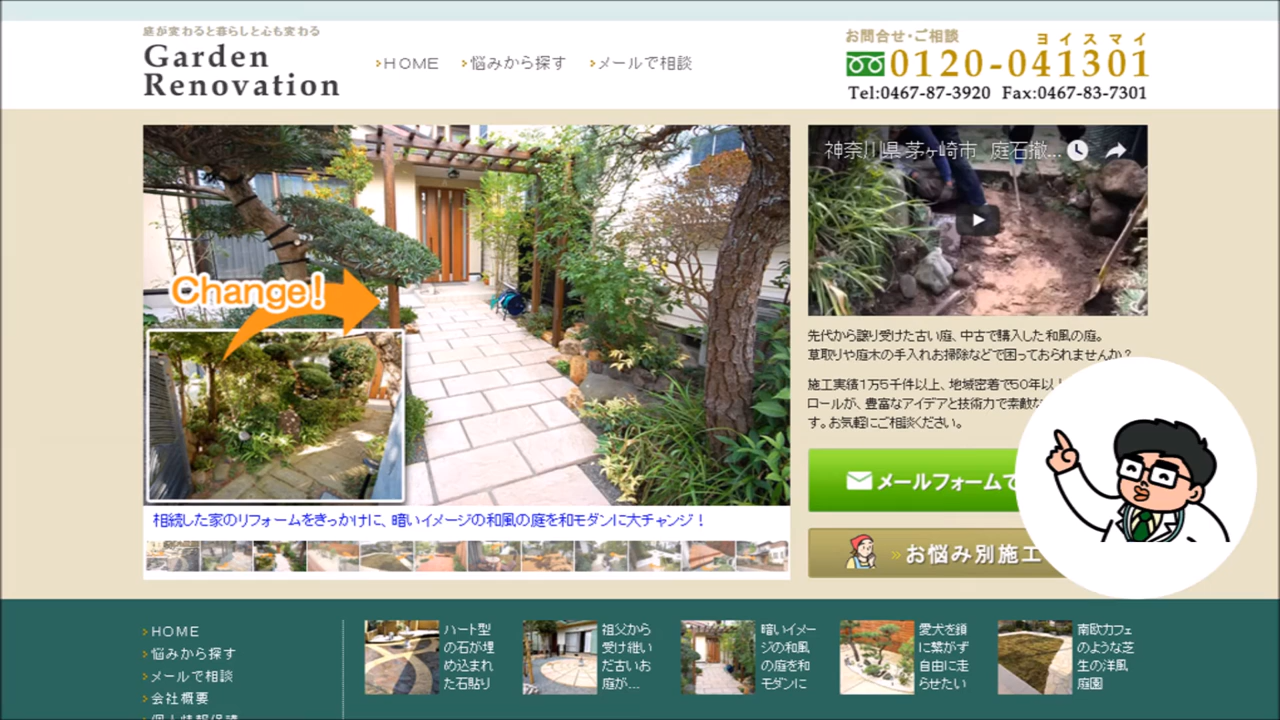 庭が変わると暮らしと心も変わる
Garden
Renovation
HOME
悩みから探す
メールで相談
お問合せ・ご相談
ヨイスマイ
0120-041301
Tel:0467-87-3920 Fax:0467-83-7301
Change!
神奈川県 茅ヶ崎市 庭石撤...
先代から譲り受けた古い庭、中古で購入した和風の庭。
草取りや庭木の手入れお掃除などで困っておられませんか？
施工実績1万5千件以上、地域密着で50年以
ロールが、豊富なアイデアと技術力で素敵な
す。お気軽にご相談ください。
メールフォームで
お悩み別施工
相続した家のリフォームをきっかけに、暗いイメージの和風の庭を和モダンに大チャンジ！
HOME
悩みから探す
メールで相談
会社概要
ハート型
の石が埋
め込まれ
た石貼り
祖父から
受け継い
だ古いお
庭が...
暗いイメー
ジの和風
の庭を和
モダンに
愛犬を鎖
に繋がず
自由に走
らせたい
南欧カフェ
のような芝
生の洋風
庭園